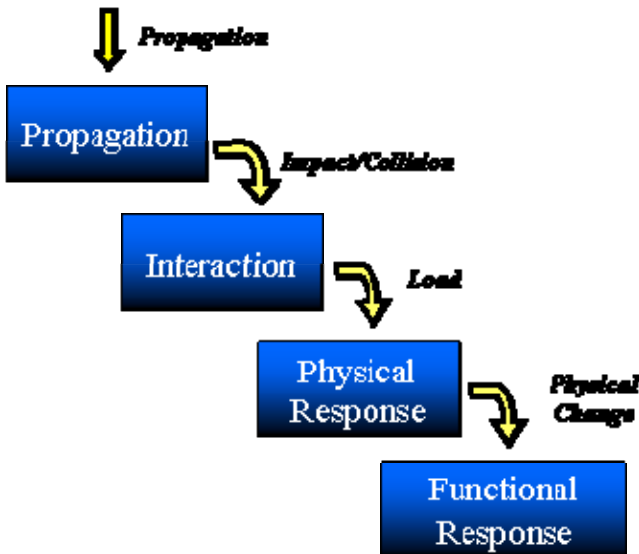 Propagation
Propagation
Impact/Collision
Interaction
Load
Physical
Response
Physical
Change
Functional
Response